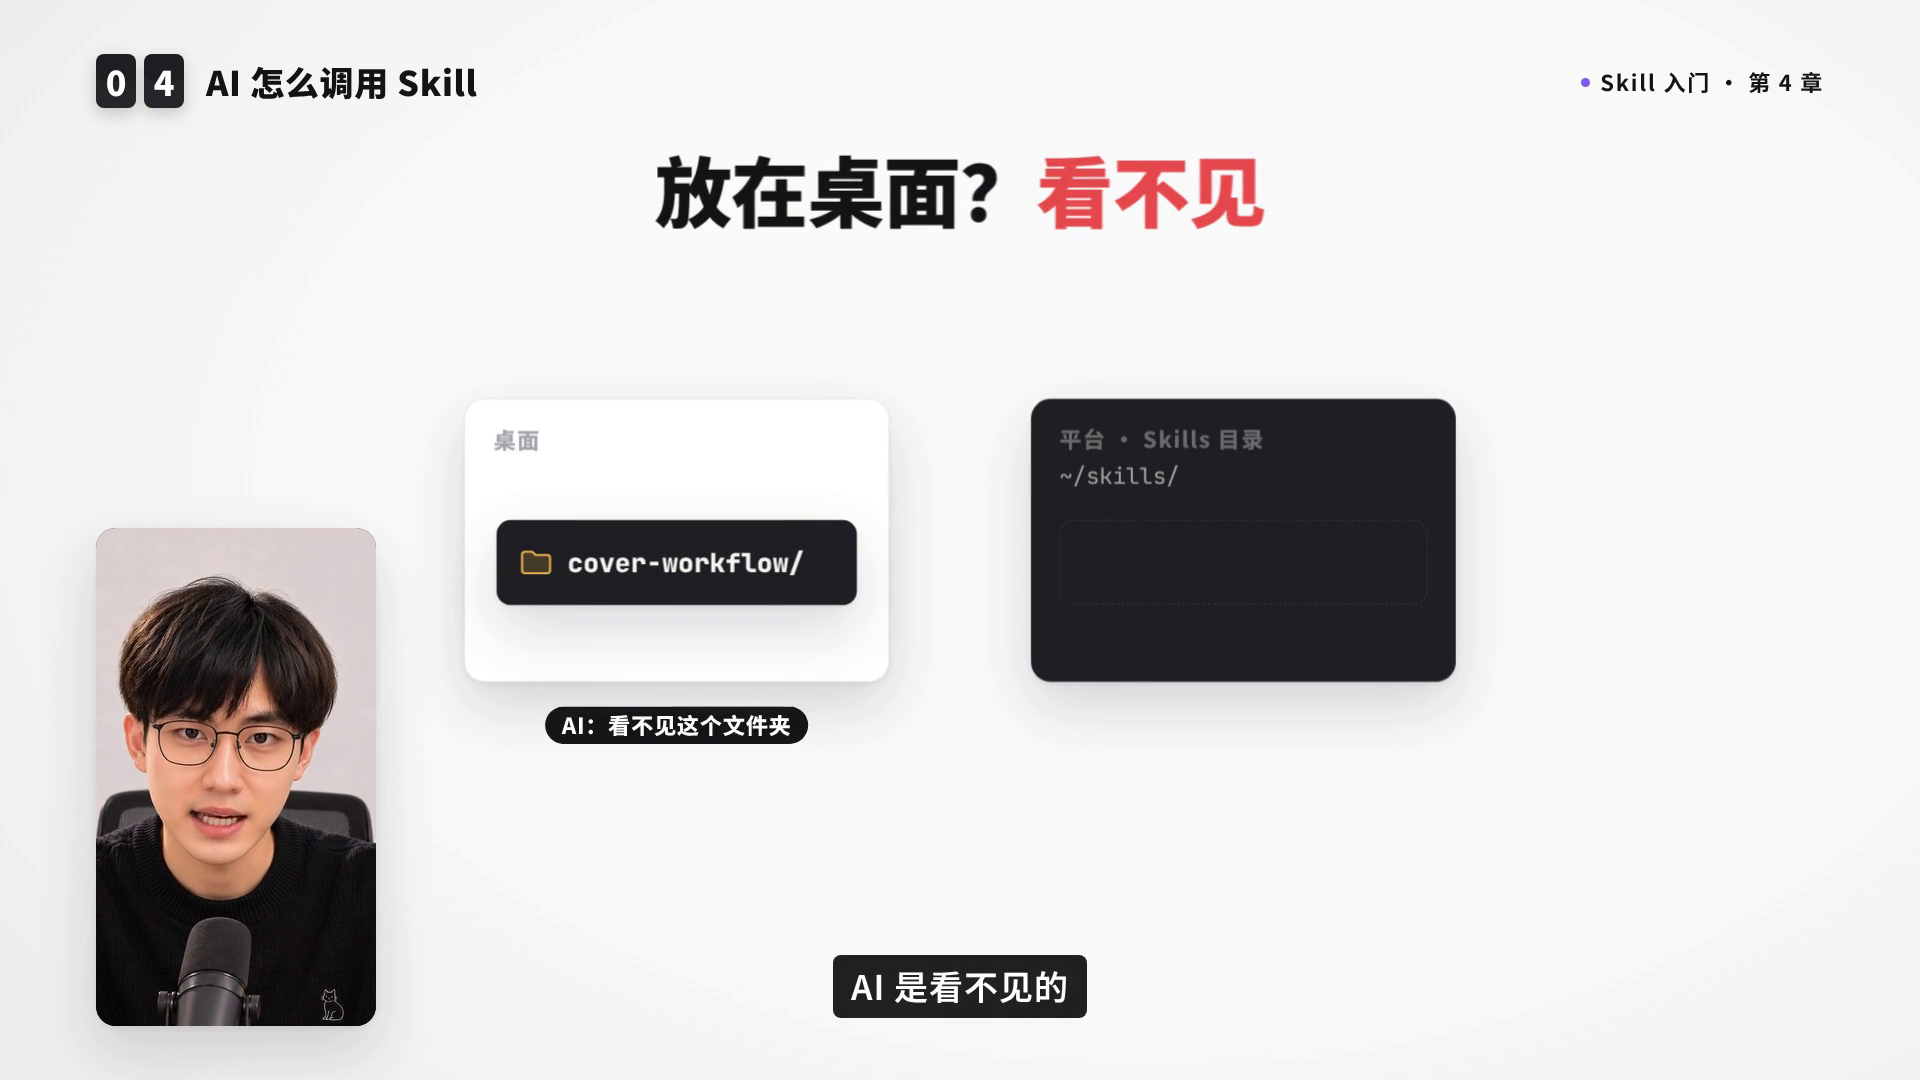 04 AI 怎么调用 Skill
Skill 入门 · 第 4 章
放在桌面？看不见
桌面
cover-workflow/
AI：看不见这个文件夹
平台 · Skills 目录
~/skills/
AI 是看不见的